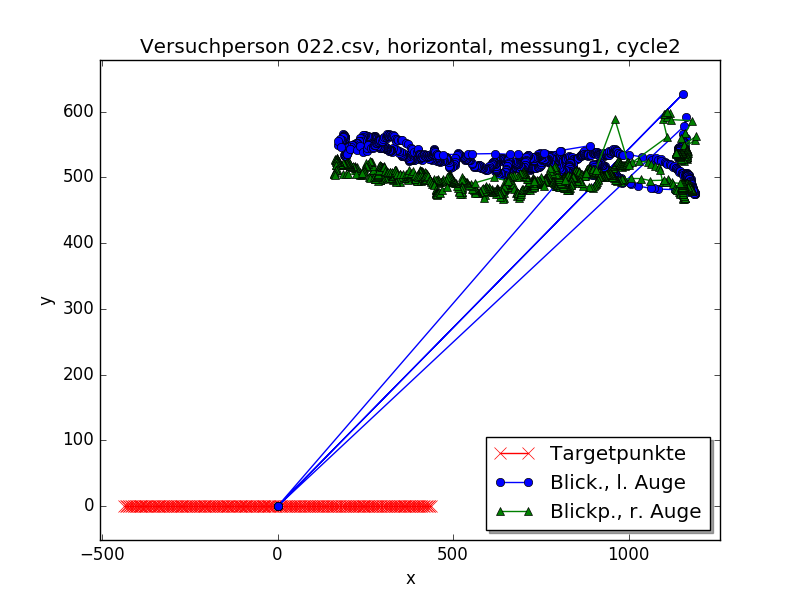 Versuchperson 022.csv, horizontal, messung1, cycle2
600
500
400
300
200
100
0
y
−500
0
500
1000
x
Targetpunkte
Blick., l. Auge
Blickp., r. Auge